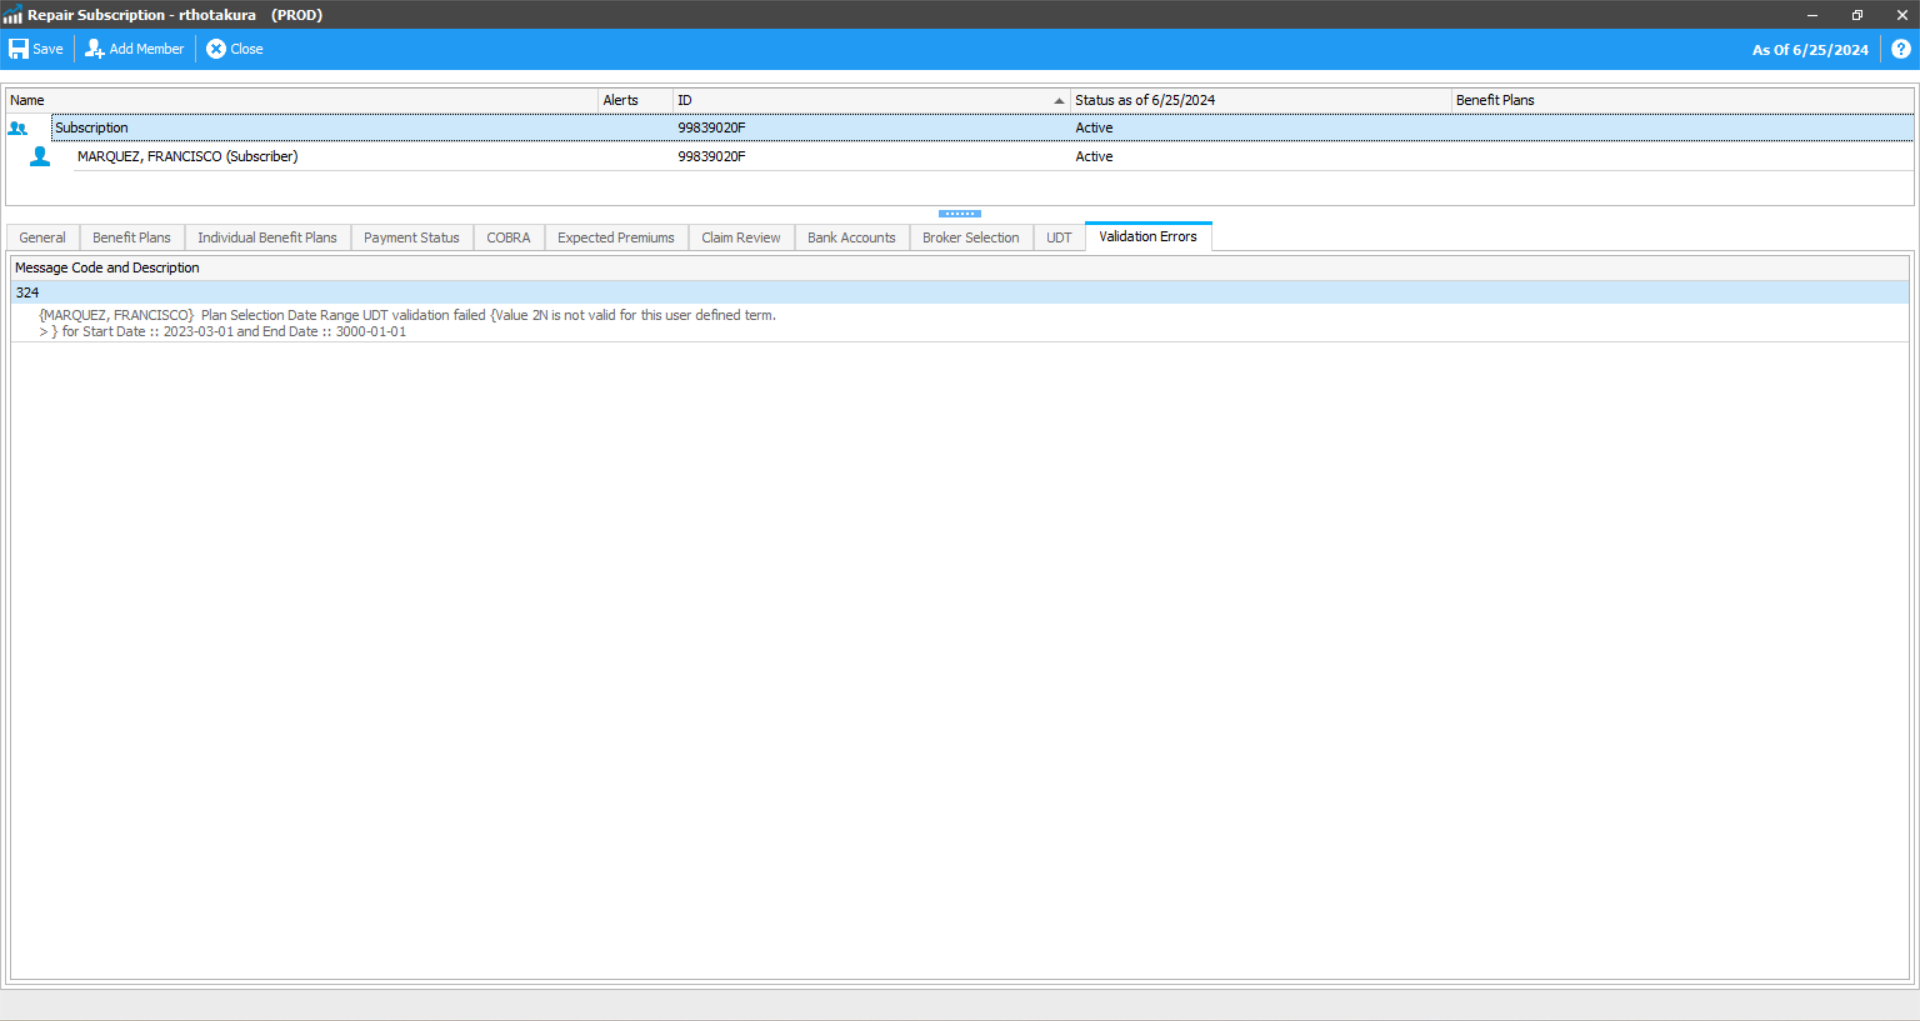 Repair Subscription - rthotakura (PROD)
Save Add Member Close As Of 6/25/2024 ?
Name Alerts ID Status as of 6/25/2024 Benefit Plans
Subscription 99839020F Active
MARQUEZ, FRANCISCO (Subscriber) 99839020F Active
General Benefit Plans Individual Benefit Plans Payment Status COBRA Expected Premiums Claim Review Bank Accounts Broker Selection UDT Validation Errors
Message Code and Description
324
{MARQUEZ, FRANCISCO} Plan Selection Date Range UDT validation failed {Value 2N is not valid for this user defined term.
> } for Start Date :: 2023-03-01 and End Date :: 3000-01-01